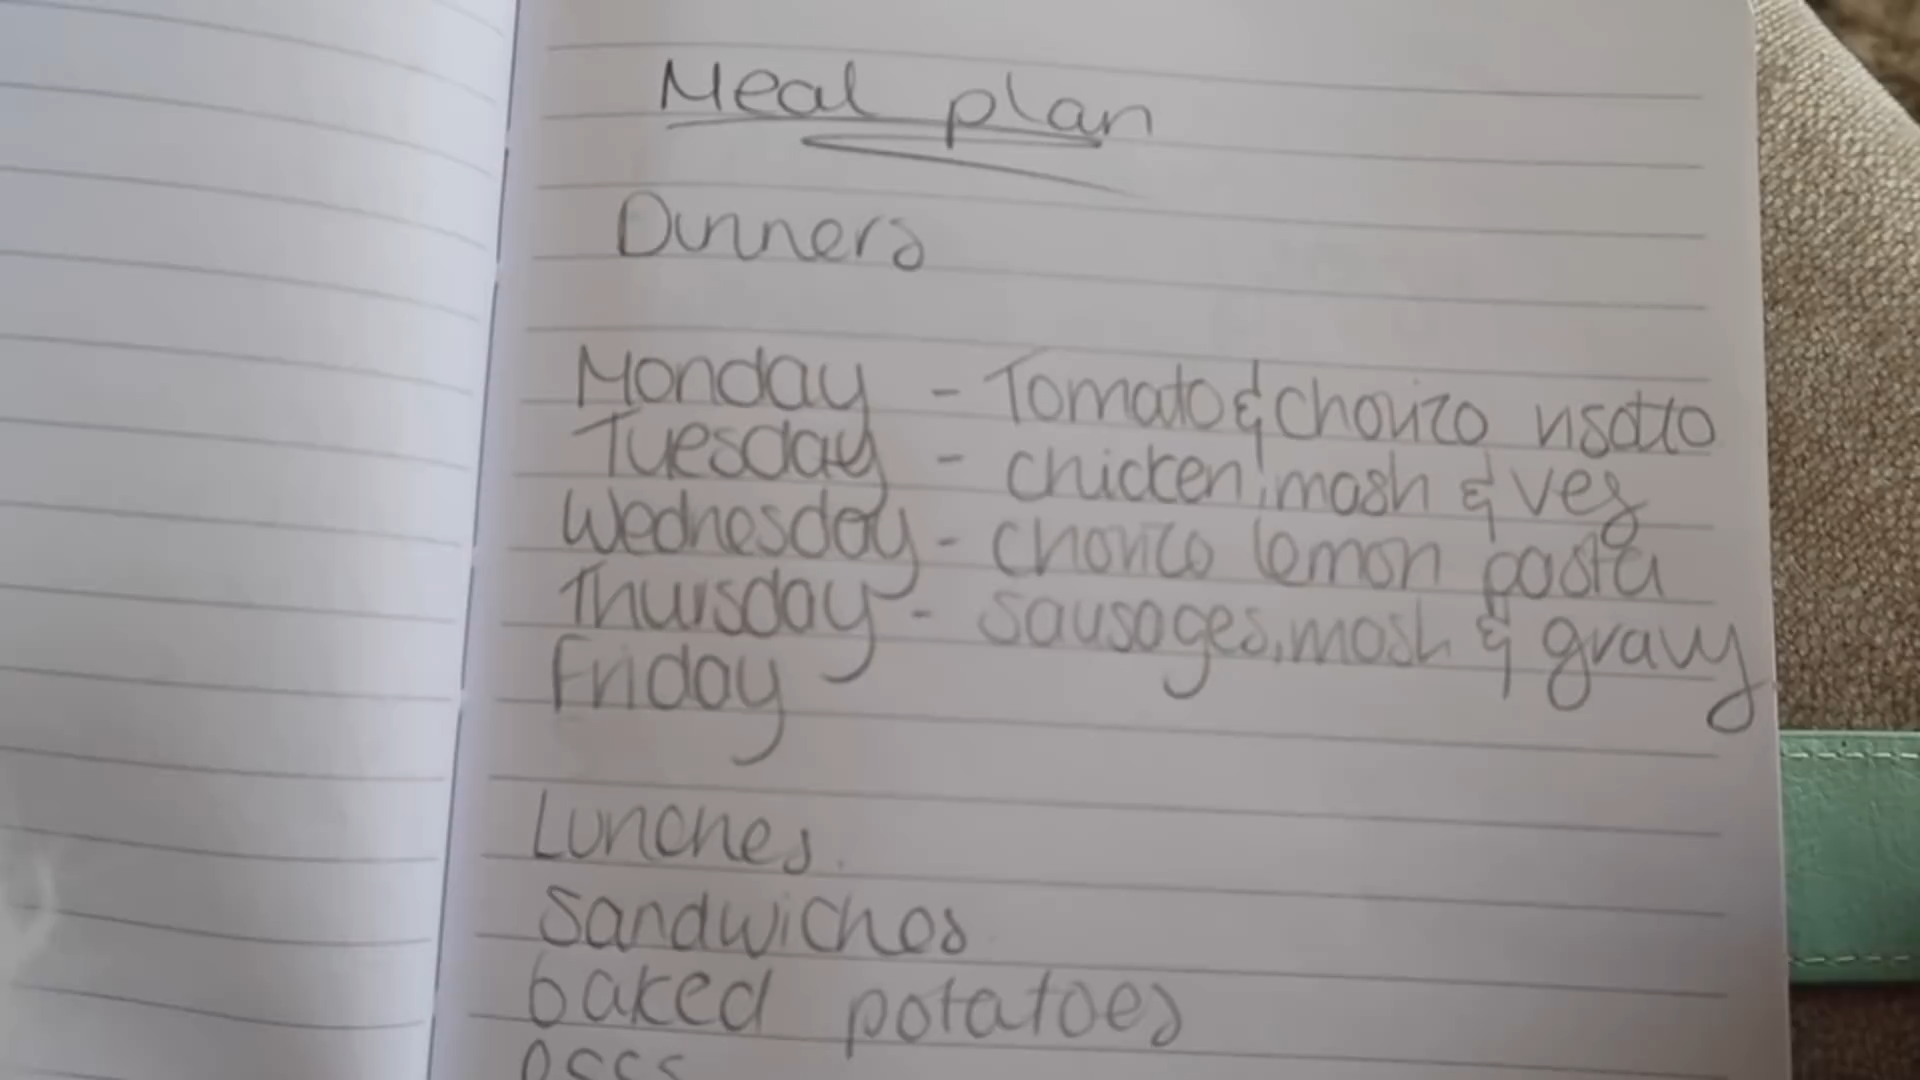 Meal plan
Dinners
Monday - Tomato & chorizo risotto
Tuesday - chicken, mash & veg
Wednesday - chorizo lemon pasta
Thursday - sausages, mash & gravy
Friday
Lunches.
Sandwiches
baked potatoes